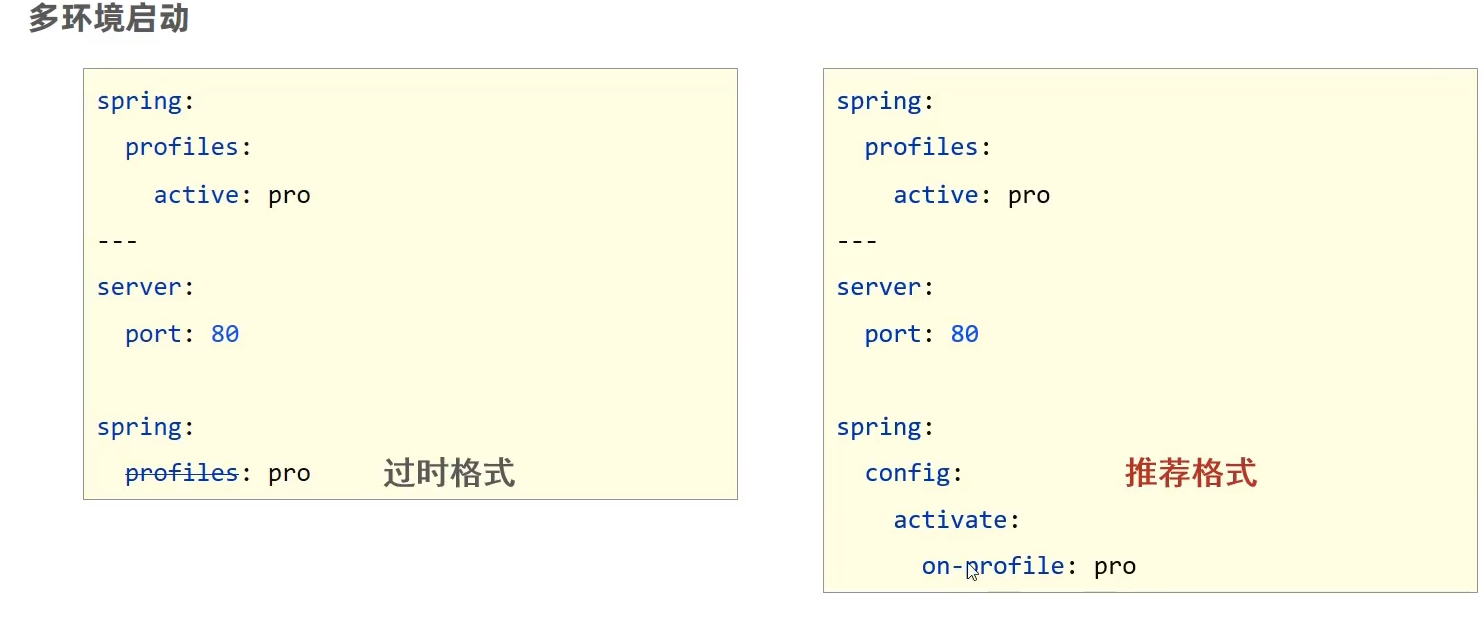 多环境启动
spring:
  profiles:
    active: pro
---
server:
  port: 80
spring:
  profiles: pro
过时格式
spring:
  profiles:
    active: pro
---
server:
  port: 80
spring:
  config:
推荐格式
    activate:
      on-profile: pro